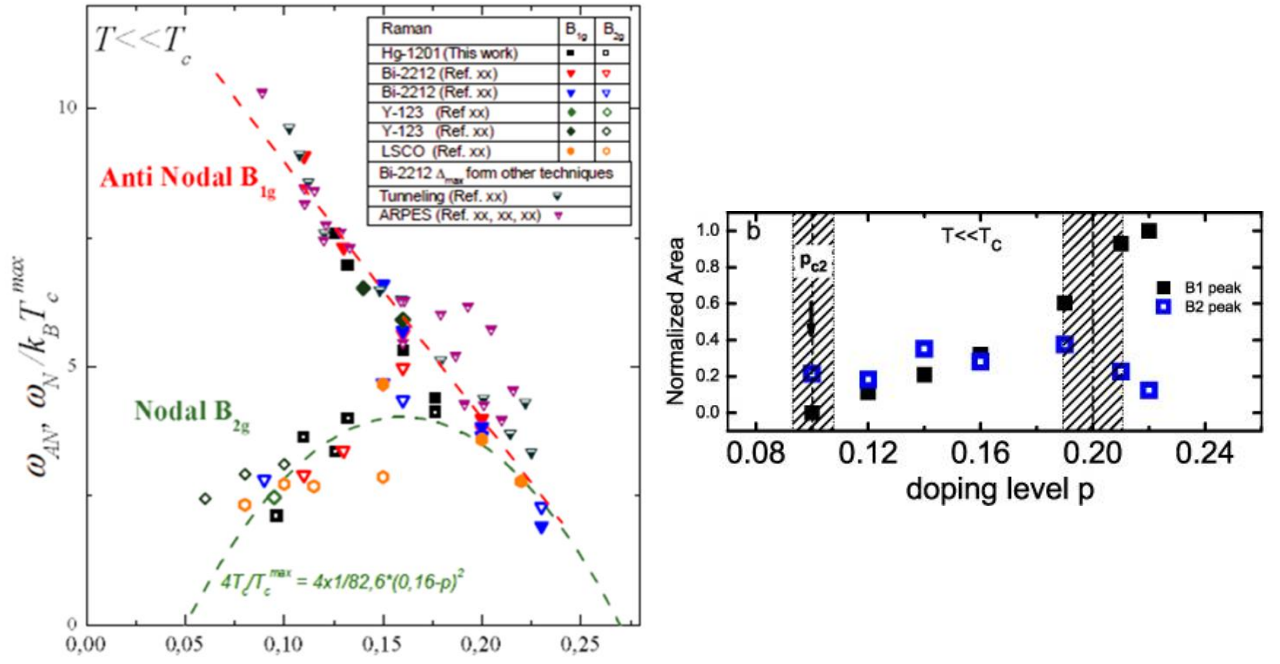 T<<Tc
Raman B1g B2g
Hg-1201 (This work)
Bi-2212 (Ref. xx)
Bi-2212 (Ref. xx)
Y-123 (Ref xx)
Y-123 (Ref. xx)
LSCO (Ref. xx)
Bi-2212 Δmax form other techniques
Tunneling (Ref. xx)
ARPES (Ref. xx, xx, xx)
Anti Nodal B1g
Nodal B2g
4Tc/Tc max = 4x1/82,6*(0,16-p)2
ωAN, ωN/kBTc max
10
5
0
0,00 0,05 0,10 0,15 0,20 0,25
b
T<<Tc
pc2
B1 peak
B2 peak
Normalized Area
1.0
0.8
0.6
0.4
0.2
0.0
0.08 0.12 0.16 0.20 0.24
doping level p